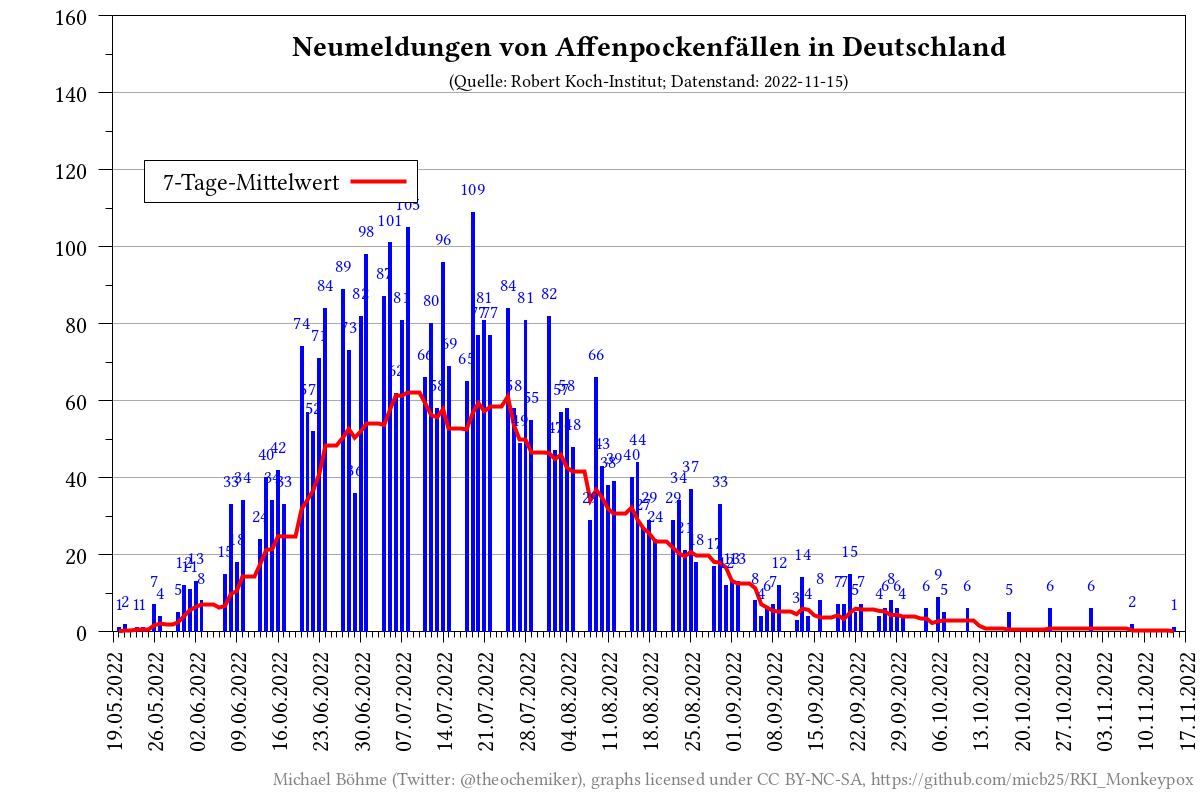 Neumeldungen von Affenpockenfällen in Deutschland
(Quelle: Robert Koch-Institut; Datenstand: 2022-11-15)
7-Tage-Mittelwert
160
140
120
100
80
60
40
20
0
1 2 1 1 7 4 5 12 11 13 8 15 33 18 34 24 40 34 42 33 74 57 52 71 84 89 73 36 82 98 87 101 62 81 105 66 80 58 96 69 65 109 77 81 77 84 58 49 81 55 82 47 57 58 48 29 66 43 38 39 40 44 27 29 24 29 34 21 37 18 17 33 12 13 13 8 4 6 7 12 3 14 4 8 7 7 15 5 7 4 6 8 6 4 6 9 5 6 5 6 6 2 1
19.05.2022 26.05.2022 02.06.2022 09.06.2022 16.06.2022 23.06.2022 30.06.2022 07.07.2022 14.07.2022 21.07.2022 28.07.2022 04.08.2022 11.08.2022 18.08.2022 25.08.2022 01.09.2022 08.09.2022 15.09.2022 22.09.2022 29.09.2022 06.10.2022 13.10.2022 20.10.2022 27.10.2022 03.11.2022 10.11.2022 17.11.2022
Michael Böhme (Twitter: @theochemiker), graphs licensed under CC BY-NC-SA, https://github.com/micb25/RKI_Monkeypox